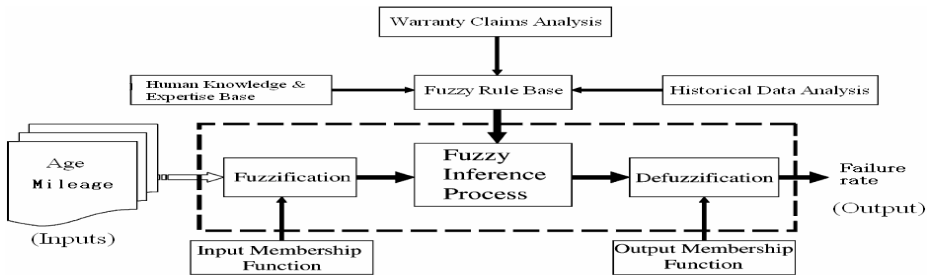 Warranty Claims Analysis
Human Knowledge &
Expertise Base
Fuzzy Rule Base
Historical Data Analysis
Age
Mileage
(Inputs)
Fuzzification
Fuzzy
Inference
Process
Defuzzification
Failure
rate
(Output)
Input Membership
Function
Output Membership
Function